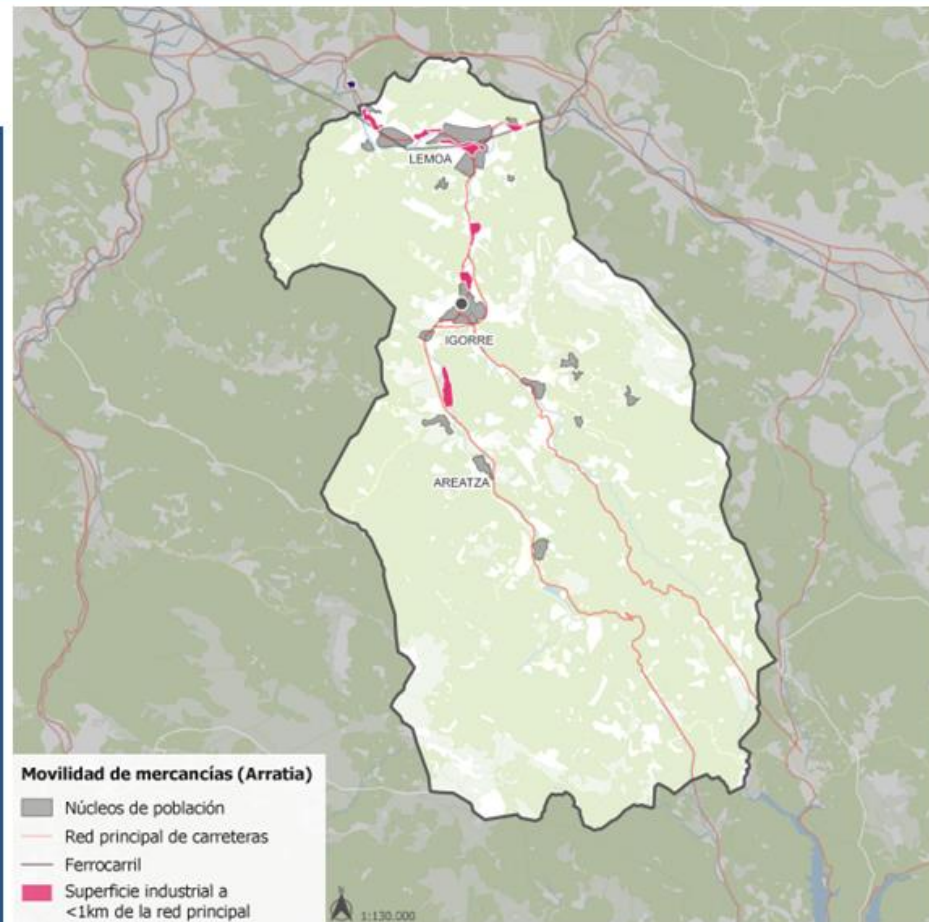 LEMOA
IGORRE
AREATZA
Movilidad de mercancías (Arratia)
Núcleos de población
Red principal de carreteras
Ferrocarril
Superficie industrial a
<1km de la red principal
N
1:130.000